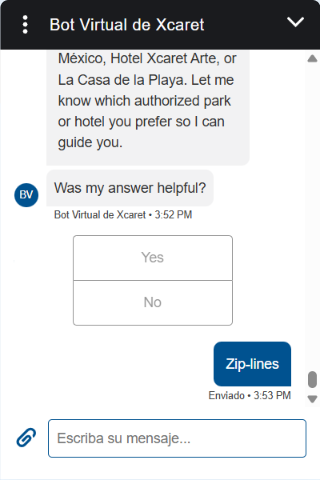 Bot Virtual de Xcaret
México, Hotel Xcaret Arte, or
La Casa de la Playa. Let me
know which authorized park
or hotel you prefer so I can
guide you.
BV
Was my answer helpful?
Bot Virtual de Xcaret • 3:52 PM
Yes
No
Zip-lines
Enviado • 3:53 PM
Escriba su mensaje...